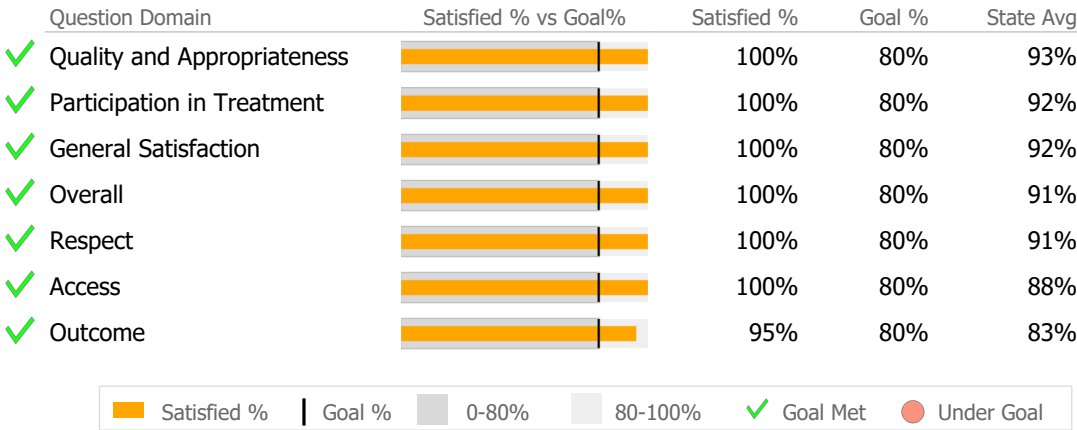 Question Domain Satisfied % vs Goal% Satisfied % Goal % State Avg
Quality and Appropriateness 100% 80% 93%
Participation in Treatment 100% 80% 92%
General Satisfaction 100% 80% 92%
Overall 100% 80% 91%
Respect 100% 80% 91%
Access 100% 80% 88%
Outcome 95% 80% 83%
Satisfied % Goal % 0-80% 80-100% Goal Met Under Goal